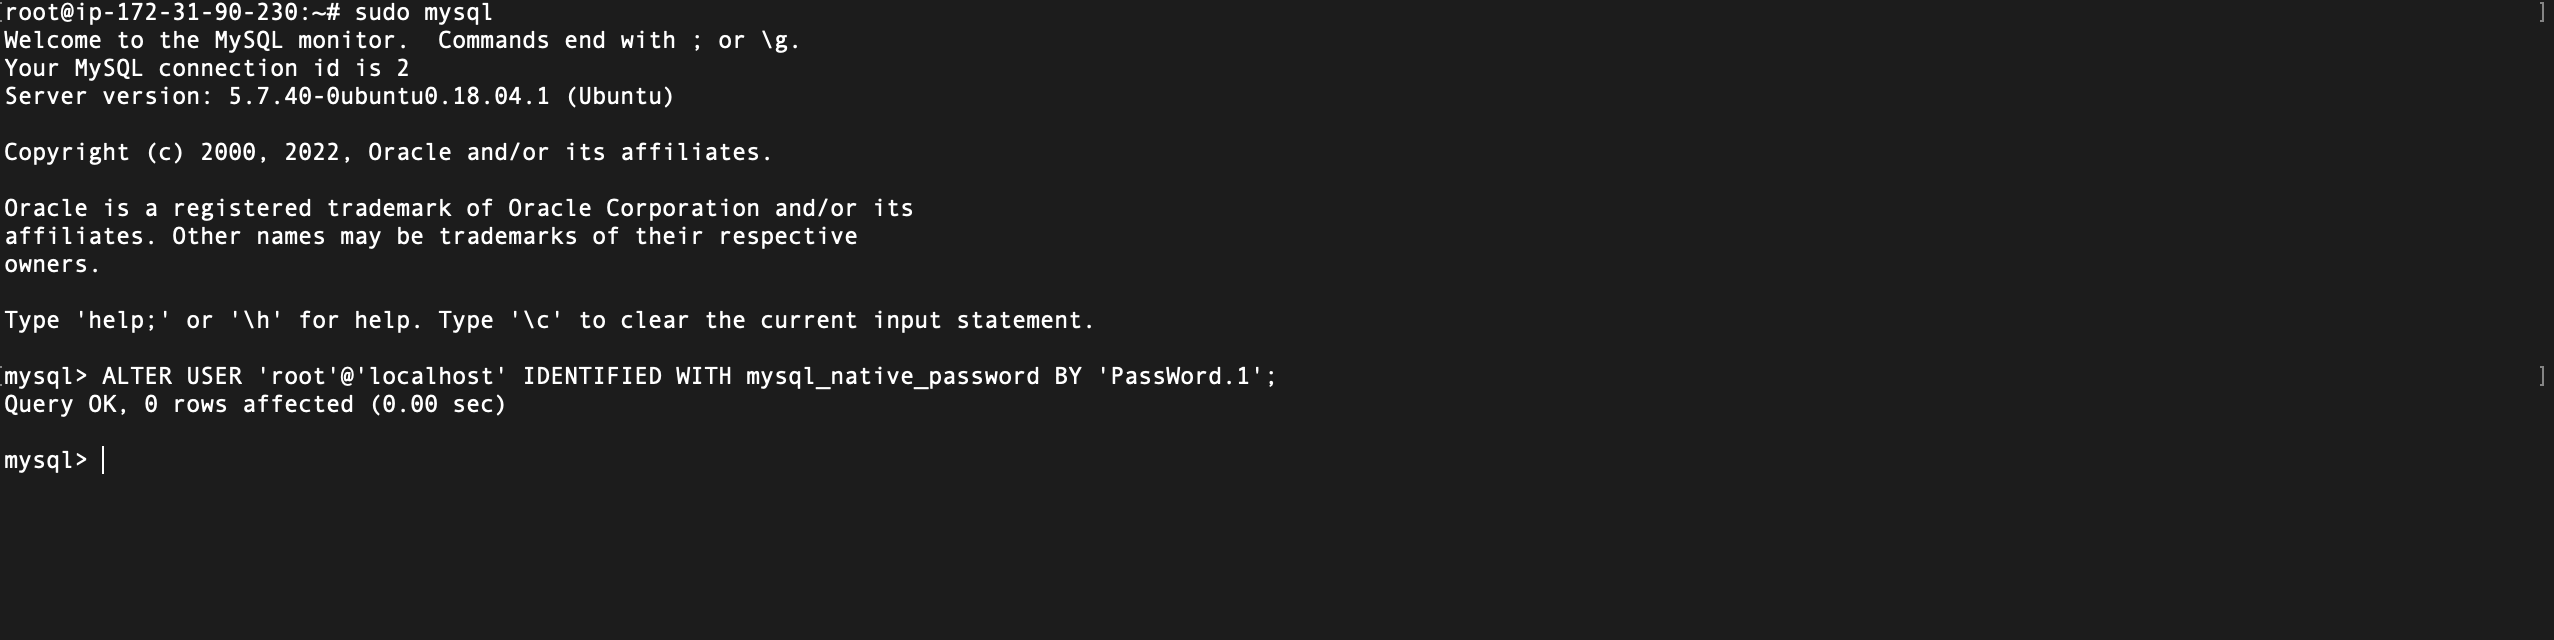 [root@ip-172-31-90-230:~# sudo mysql ]
Welcome to the MySQL monitor.  Commands end with ; or \g.
Your MySQL connection id is 2
Server version: 5.7.40-0ubuntu0.18.04.1 (Ubuntu)
Copyright (c) 2000, 2022, Oracle and/or its affiliates.
Oracle is a registered trademark of Oracle Corporation and/or its
affiliates. Other names may be trademarks of their respective
owners.
Type 'help;' or '\h' for help. Type '\c' to clear the current input statement.
[mysql> ALTER USER 'root'@'localhost' IDENTIFIED WITH mysql_native_password BY 'PassWord.1'; ]
Query OK, 0 rows affected (0.00 sec)
mysql>